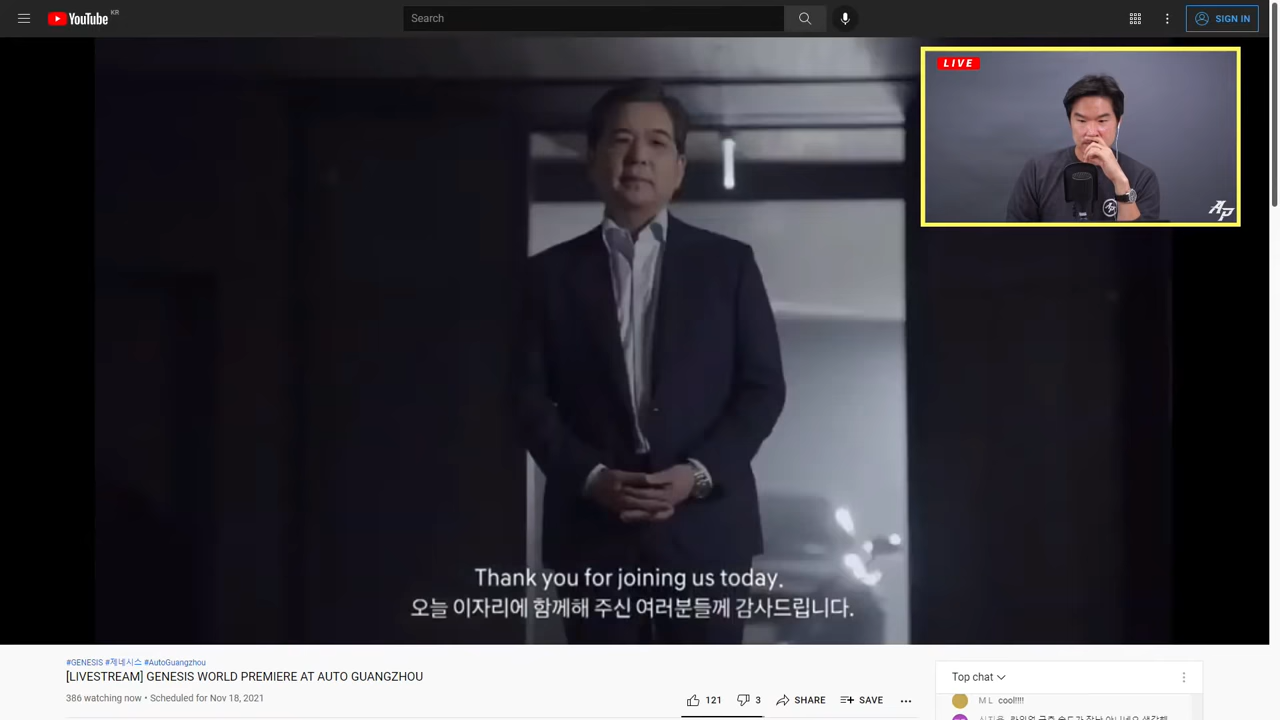 YouTube KR
Search
SIGN IN
LIVE
AP
Thank you for joining us today.
오늘 이자리에 함께해 주신 여러분들께 감사드립니다.
#GENESIS #제네시스 #AutoGuangzhou
[LIVESTREAM] GENESIS WORLD PREMIERE AT AUTO GUANGZHOU
386 watching now • Scheduled for Nov 18, 2021
121
3
SHARE
SAVE
Top chat
M L cool!!!!